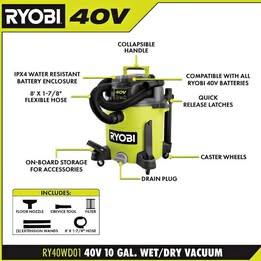 RYOBI 40V
COLLAPSIBLE
HANDLE
IPX4 WATER RESISTANT
BATTERY ENCLOSURE
8' X 1-7/8"
FLEXIBLE HOSE
COMPATIBLE WITH ALL
RYOBI 40V BATTERIES
QUICK
RELEASE LATCHES
RYOBI
CASTER WHEELS
ON-BOARD STORAGE
FOR ACCESSORIES
DRAIN PLUG
INCLUDES:
FLOOR NOZZLE
CREVICE TOOL
FILTER
(2) EXTENSION WANDS
8' X 1-7/8" HOSE
RY40WD01 40V 10 GAL. WET/DRY VACUUM